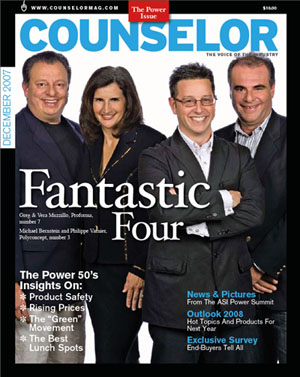 WWW.COUNSELORMAG.COM
The Power
Issue
$16.00
COUNSELOR
THE VOICE OF THE INDUSTRY
DECEMBER 2007
Fantastic
Four
Greg & Vera Muzzillo, Proforma,
number 7
Michael Bernstein and Philippe Varnier,
Polyconcept, number 3
The Power 50's
Insights On:
* Product Safety
* Rising Prices
* The "Green"
Movement
* The Best
Lunch Spots
News & Pictures
From The ASI Power Summit
Outlook 2008
Hot Topics And Products For
Next Year
Exclusive Survey
End-Buyers Tell All